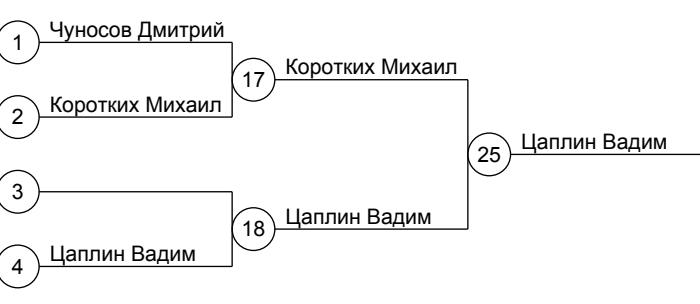 1 Чуносов Дмитрий
17 Коротких Михаил
2 Коротких Михаил
25 Цаплин Вадим
3
18 Цаплин Вадим
4 Цаплин Вадим